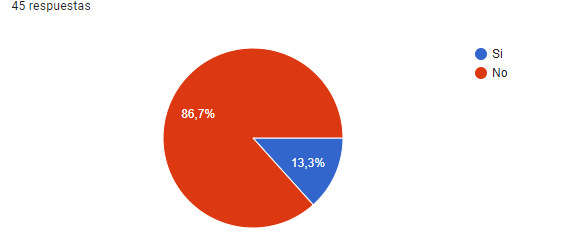 45 respuestas
Si
No
86,7%
13,3%